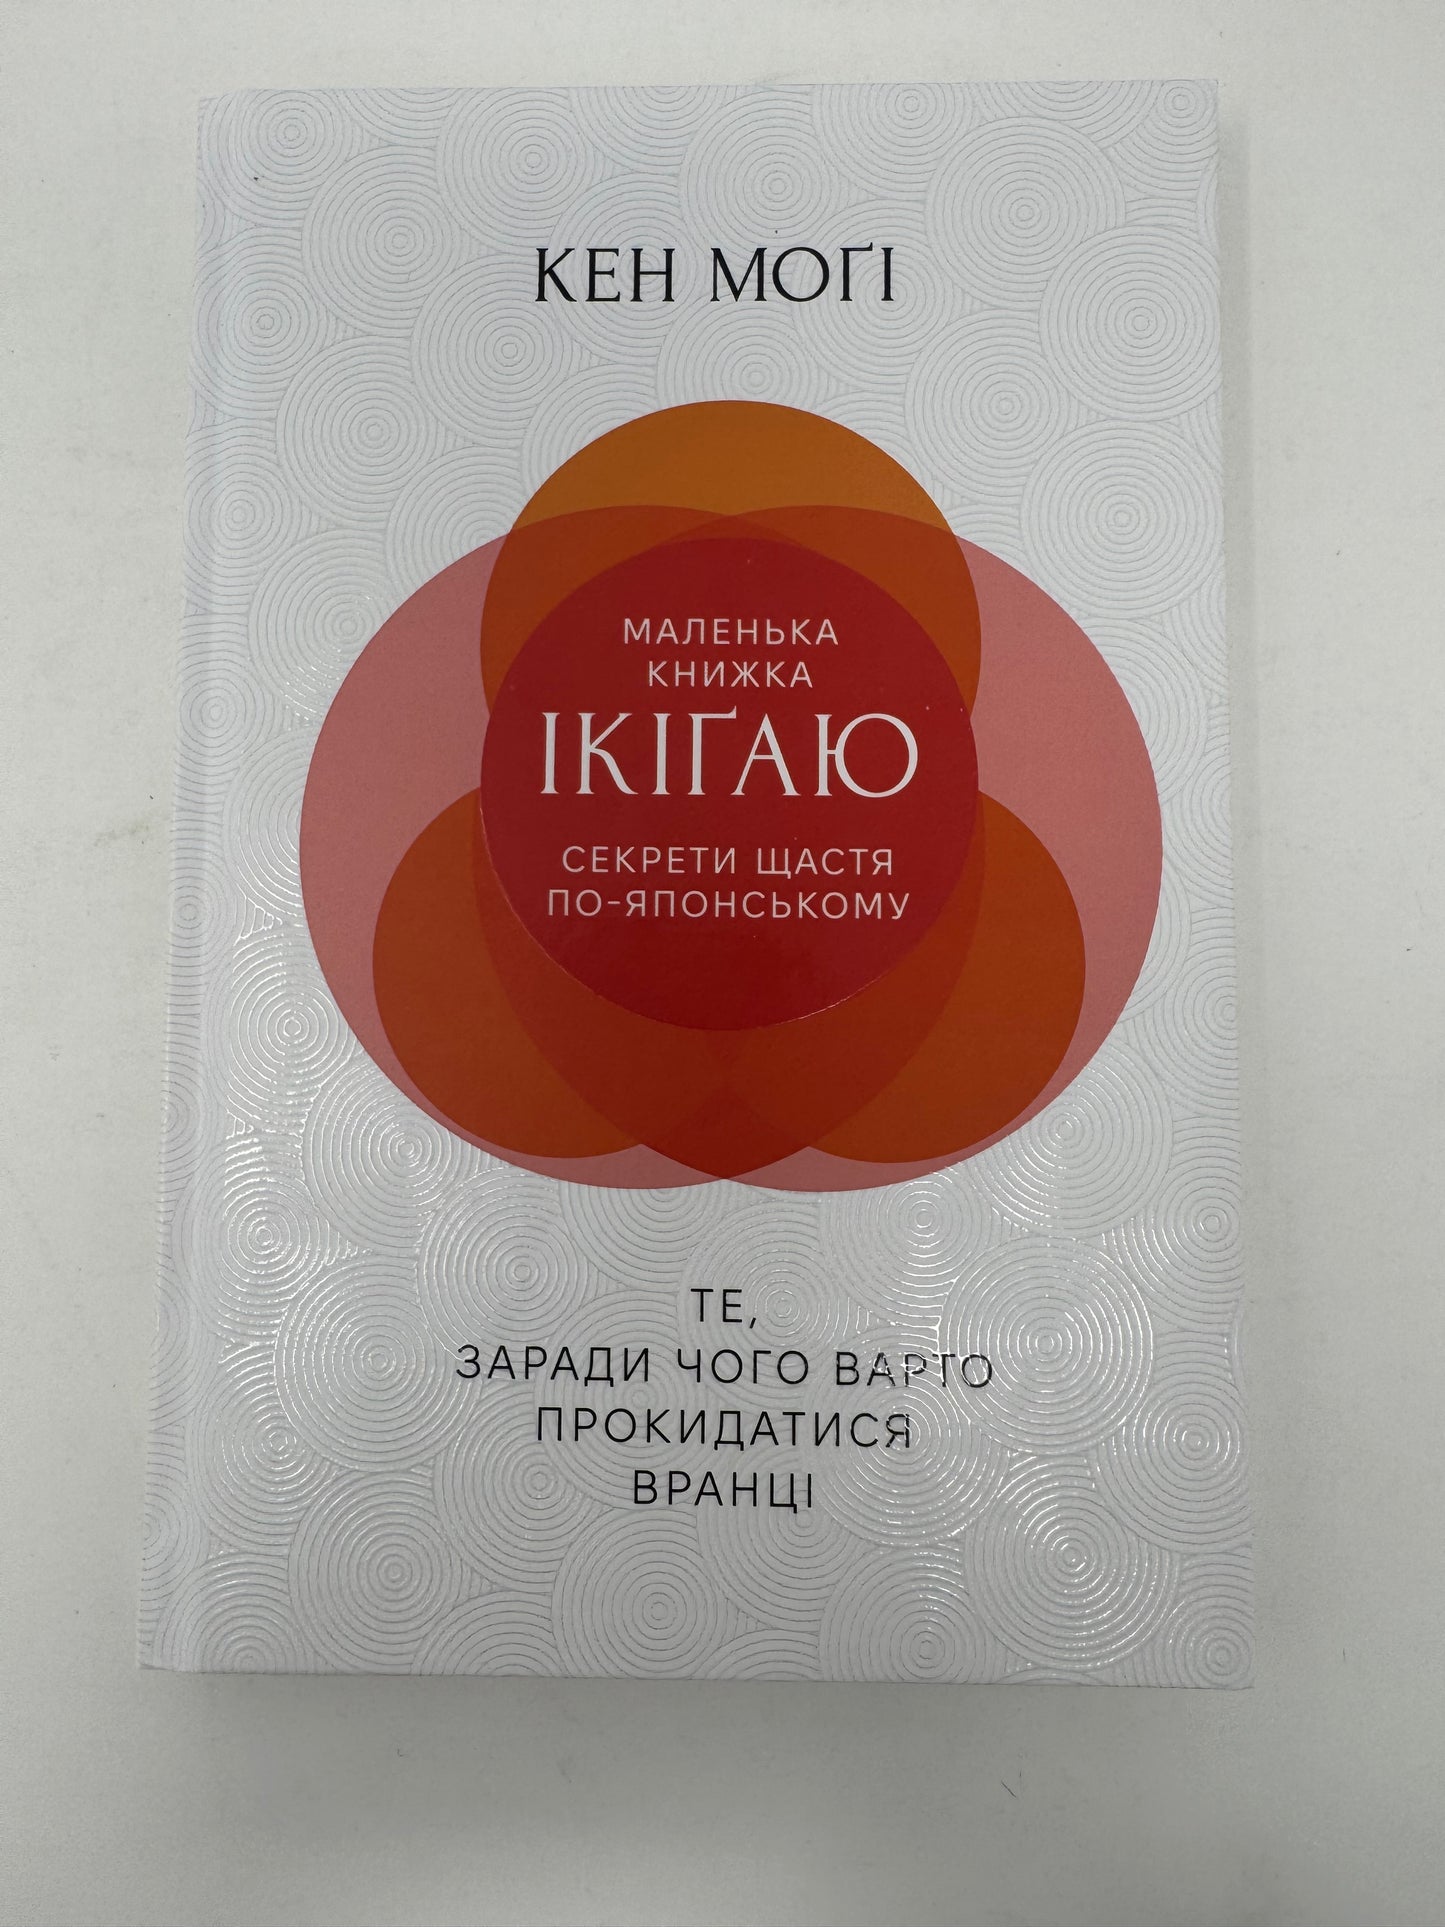 КЕН МОҐІ
МАЛЕНЬКА
КНИЖКА
ІКІҐАЮ
СЕКРЕТИ ЩАСТЯ
ПО-ЯПОНСЬКОМУ
ТЕ,
ЗАРАДИ ЧОГО ВАРТО
ПРОКИДАТИСЯ
ВРАНЦІ